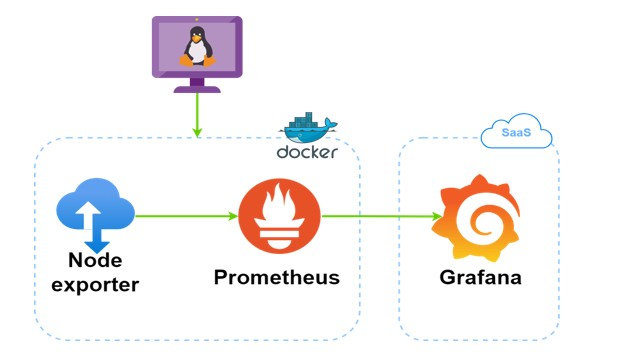 docker
SaaS
Node
exporter
Prometheus
Grafana